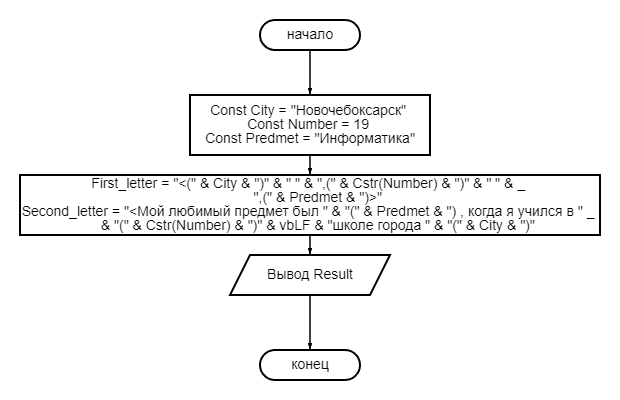 начало
Const City = "Новочебоксарск"
Const Number = 19
Const Predmet = "Информатика"
First_letter = "<(" & City & ")" & " " & ",(" & Cstr(Number) & ")" & " " & _
",(" & Predmet & ")>"
Second_letter = "<Мой любимый предмет был " & "(" & Predmet & ") , когда я учился в " _
& "(" & Cstr(Number) & ")" & vbLF & "школе города " & "(" & City & ")"
Вывод Result
конец